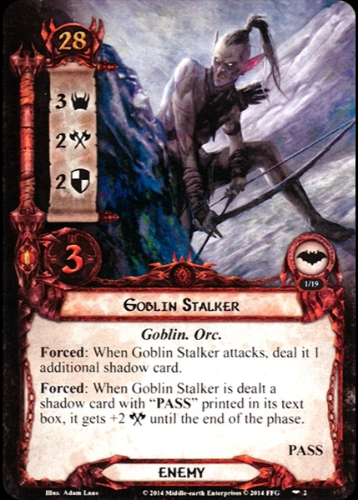 28
3
2
2
3
1/19
GOBLIN STALKER
Goblin. Orc.
Forced: When Goblin Stalker attacks, deal it 1
additional shadow card.
Forced: When Goblin Stalker is dealt a
shadow card with “PASS” printed in its text
box, it gets +2 until the end of the phase.
PASS
ENEMY
Illus. Adam Lane
© 2014 Middle-earth Enterprises © 2014 FFG
2